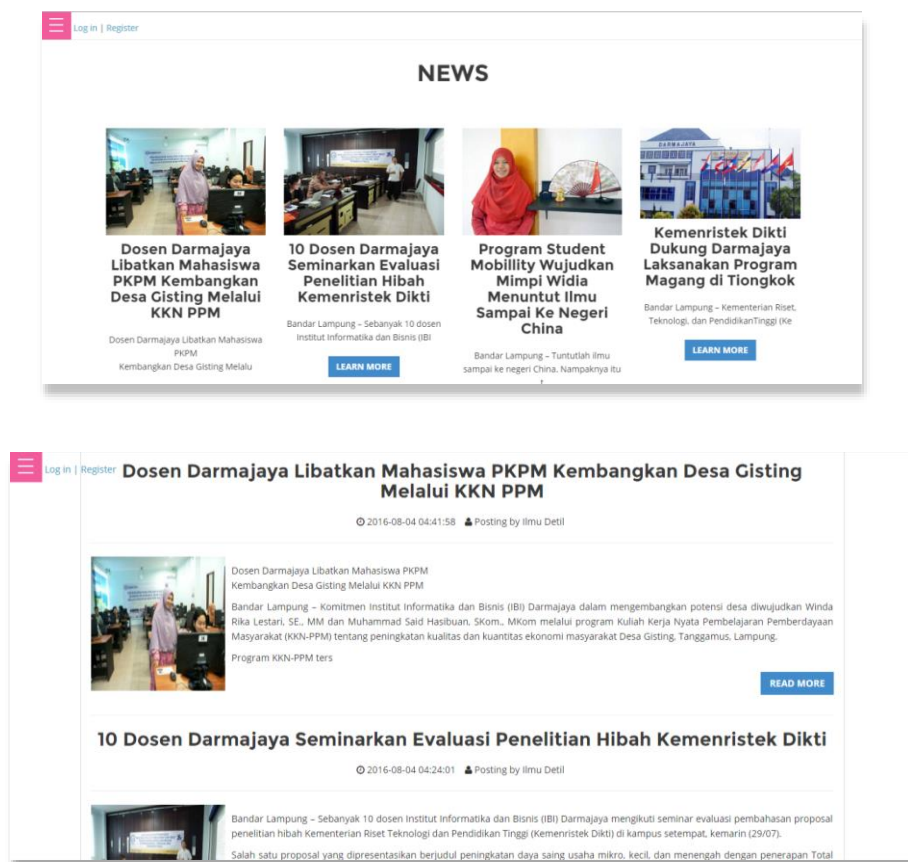 Log in | Register
NEWS
Dosen Darmajaya
Libatkan Mahasiswa
PKPM Kembangkan
Desa Gisting Melalui
KKN PPM
Dosen Darmajaya Libatkan Mahasiswa
PKPM
Kembangkan Desa Gisting Melalu
10 Dosen Darmajaya
Seminarkan Evaluasi
Penelitian Hibah
Kemenristek Dikti
Bandar Lampung – Sebanyak 10 dosen
Institut Informatika dan Bisnis (IBI
LEARN MORE
Program Student
Mobillity Wujudkan
Mimpi Widia
Menuntut Ilmu
Sampai Ke Negeri
China
Bandar Lampung – Tuntutlah ilmu
sampai ke negeri China. Nampaknya itu
DARMAJAYA
Kemenristek Dikti
Dukung Darmajaya
Laksanakan Program
Magang di Tiongkok
Bandar Lampung – Kementerian Riset,
Teknologi, dan PendidikanTinggi (Ke
LEARN MORE
Log in | Register
Dosen Darmajaya Libatkan Mahasiswa PKPM Kembangkan Desa Gisting
Melalui KKN PPM
2016-08-04 04:41:58 Posting by Ilmu Detil
Dosen Darmajaya Libatkan Mahasiswa PKPM
Kembangkan Desa Gisting Melalui KKN PPM
Bandar Lampung – Komitmen Institut Informatika dan Bisnis (IBI) Darmajaya dalam mengembangkan potensi desa diwujudkan Winda
Rika Lestari, SE., MM dan Muhammad Said Hasibuan, SKom., MKom melalui program Kuliah Kerja Nyata Pembelajaran Pemberdayaan
Masyarakat (KKN-PPM) tentang peningkatan kualitas dan kuantitas ekonomi masyarakat Desa Gisting, Tanggamus, Lampung.
Program KKN-PPM ters
READ MORE
10 Dosen Darmajaya Seminarkan Evaluasi Penelitian Hibah Kemenristek Dikti
2016-08-04 04:24:01 Posting by Ilmu Detil
Bandar Lampung – Sebanyak 10 dosen Institut Informatika dan Bisnis (IBI) Darmajaya mengikuti seminar evaluasi pembahasan proposal
penelitian hibah Kementerian Riset Teknologi dan Pendidikan Tinggi (Kemenristek Dikti) di kampus setempat, kemarin (29/07).
Salah satu proposal yang dipresentasikan berjudul peningkatan daya saing usaha mikro, kecil, dan menengah dengan penerapan Total